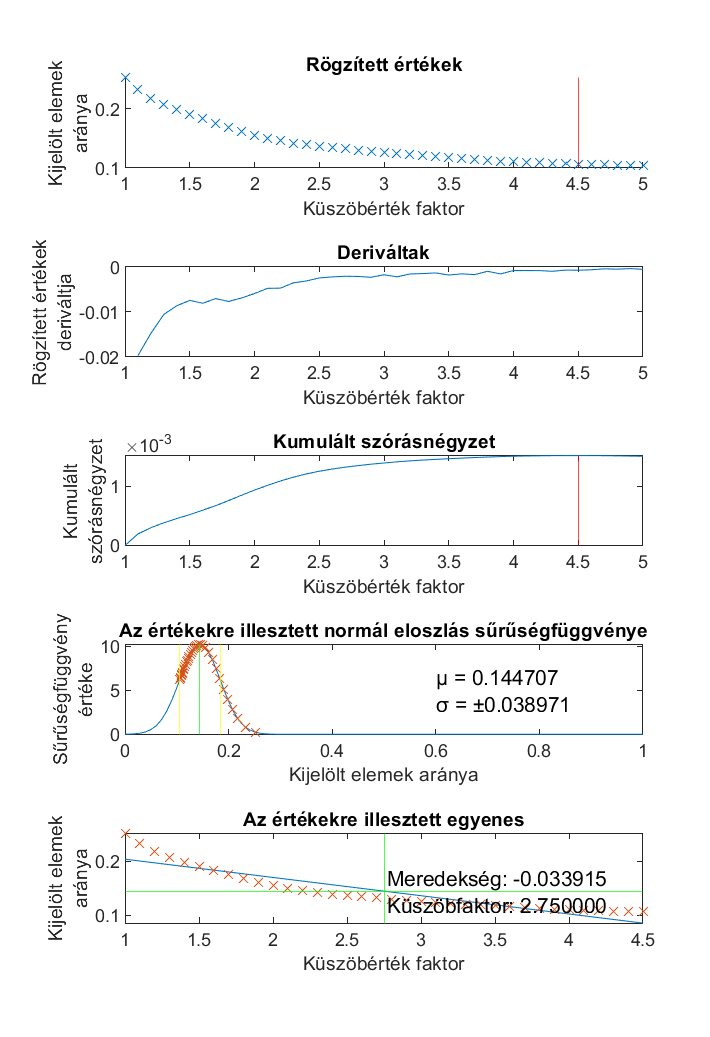 Rögzített értékek
Kijelölt elemek
aránya
0.2
0.1
1 1.5 2 2.5 3 3.5 4 4.5 5
Küszöbérték faktor
Deriváltak
Rögzített értékek
deriváltja
0
-0.01
-0.02
1 1.5 2 2.5 3 3.5 4 4.5 5
Küszöbérték faktor
Kumulált szórásnégyzet
×10-3
Kumulált
szórásnégyzet
1
0
1 1.5 2 2.5 3 3.5 4 4.5 5
Küszöbérték faktor
Az értékekre illesztett normál eloszlás sűrűségfüggvénye
Sűrűségfüggvény
értéke
10
5
0
μ = 0.144707
σ = ±0.038971
0 0.2 0.4 0.6 0.8 1
Kijelölt elemek aránya
Az értékekre illesztett egyenes
Kijelölt elemek
aránya
0.2
0.1
Meredekség: -0.033915
Küszöbfaktor: 2.750000
1 1.5 2 2.5 3 3.5 4 4.5
Küszöbérték faktor